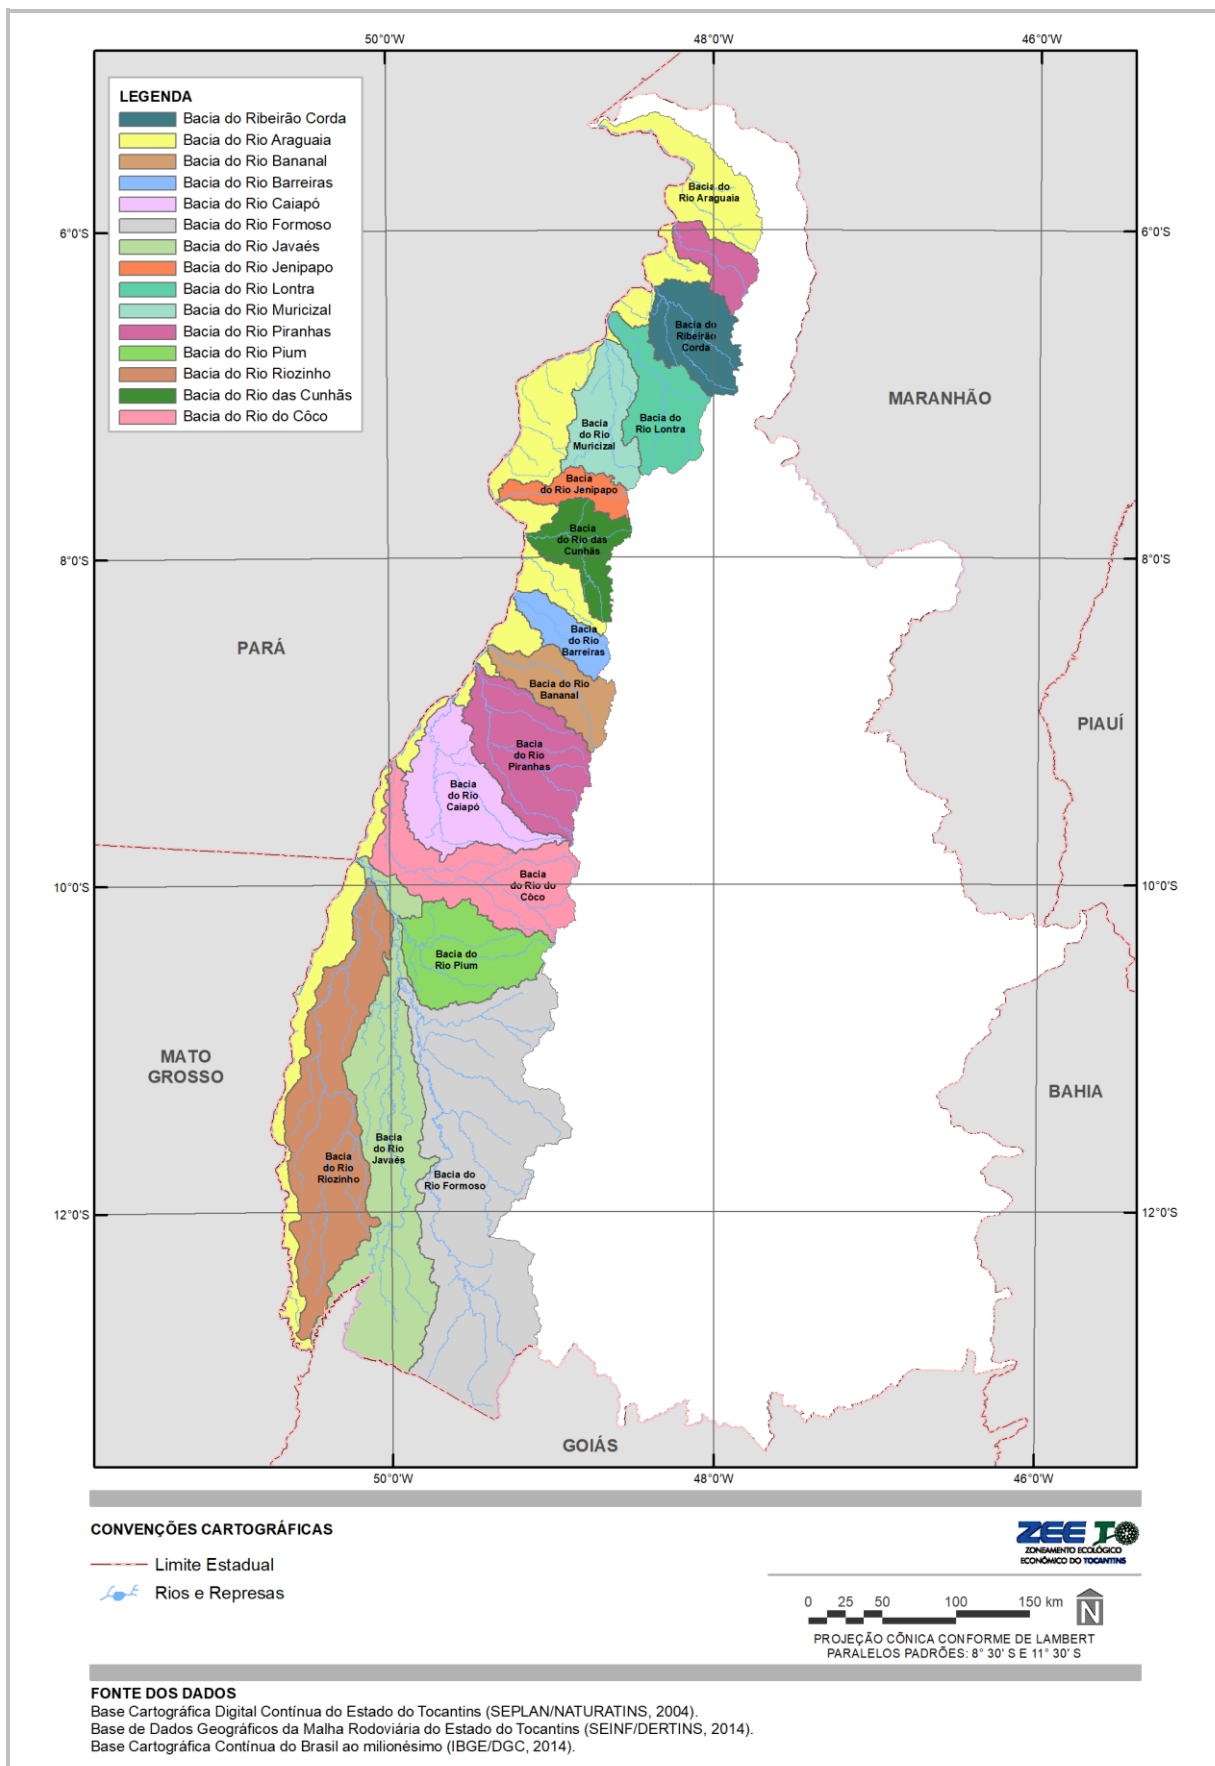 50°0'W
48°0'W
46°0'W
LEGENDA
Bacia do Ribeirão Corda
Bacia do Rio Araguaia
Bacia do Rio Bananal
Bacia do Rio Barreiras
Bacia do Rio Caiapó
Bacia do Rio Formoso
Bacia do Rio Javaés
Bacia do Rio Jenipapo
Bacia do Rio Lontra
Bacia do Rio Muricizal
Bacia do Rio Piranhas
Bacia do Rio Pium
Bacia do Rio Riozinho
Bacia do Rio das Cunhãs
Bacia do Rio do Côco
Bacia do
Rio Araguaia
6°0'S
6°0'S
Bacia do
Ribeirão
Corda
MARANHÃO
Bacia do
Rio Lontra
Bacia
do Rio
Muricizal
Bacia
do Rio Jenipapo
Bacia
do Rio das
Cunhãs
8°0'S
8°0'S
PARÁ
Bacia
do Rio
Barreiras
Bacia do Rio
Bananal
PIAUÍ
Bacia
do Rio
Piranhas
Bacia
do Rio
Caiapó
10°0'S
10°0'S
Bacia
do Rio do
Côco
Bacia do
Rio Pium
MATO
GROSSO
BAHIA
Bacia
do Rio
Javaés
Bacia
do Rio
Riozinho
Bacia do
Rio Formoso
12°0'S
12°0'S
GOIÁS
50°0'W
48°0'W
46°0'W
CONVENÇÕES CARTOGRÁFICAS
Limite Estadual
Rios e Represas
ZEE TO
ZONEAMENTO ECOLÓGICO
ECONÔMICO DO TOCANTINS
0 25 50 100 150 km
N
PROJEÇÃO CÔNICA CONFORME DE LAMBERT
PARALELOS PADRÕES: 8° 30' S E 11° 30' S
FONTE DOS DADOS
Base Cartográfica Digital Contínua do Estado do Tocantins (SEPLAN/NATURATINS, 2004).
Base de Dados Geográficos da Malha Rodoviária do Estado do Tocantins (SEINF/DERTINS, 2014).
Base Cartográfica Contínua do Brasil ao milionésimo (IBGE/DGC, 2014).